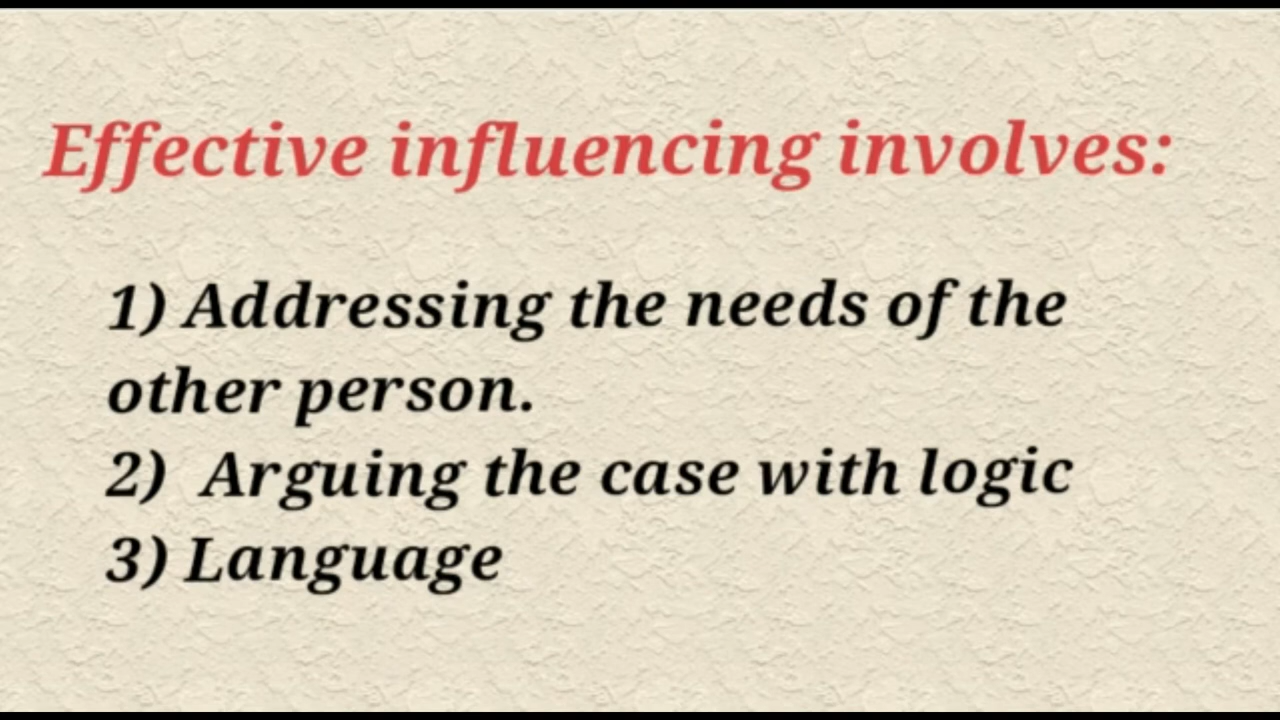 Effective influencing involves:
1) Addressing the needs of the
other person.
2)  Arguing the case with logic
3) Language